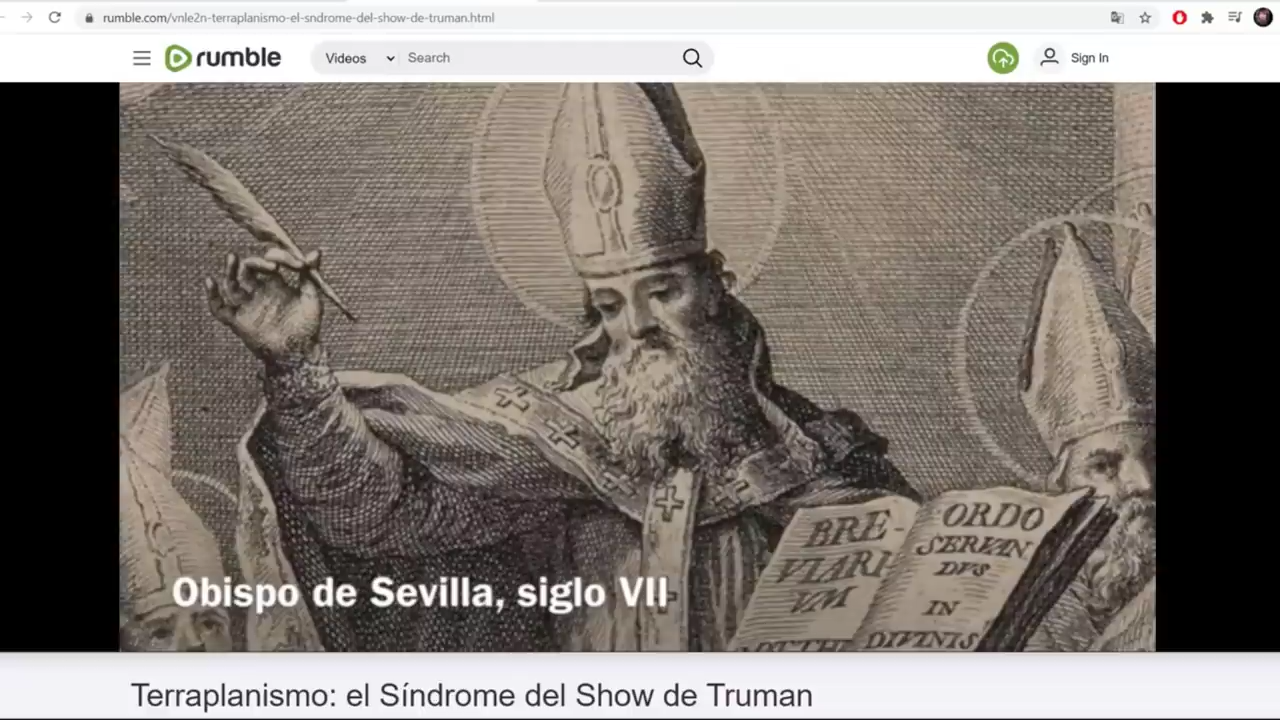 rumble.com/vnle2n-terraplanismo-el-sndrome-del-show-de-truman.html
rumble
Videos
Search
Sign In
BRE-
VIARI
VM
ORDO
SERVAN
DVS
IN
DIVINIS
Obispo de Sevilla, siglo VII
Terraplanismo: el Síndrome del Show de Truman